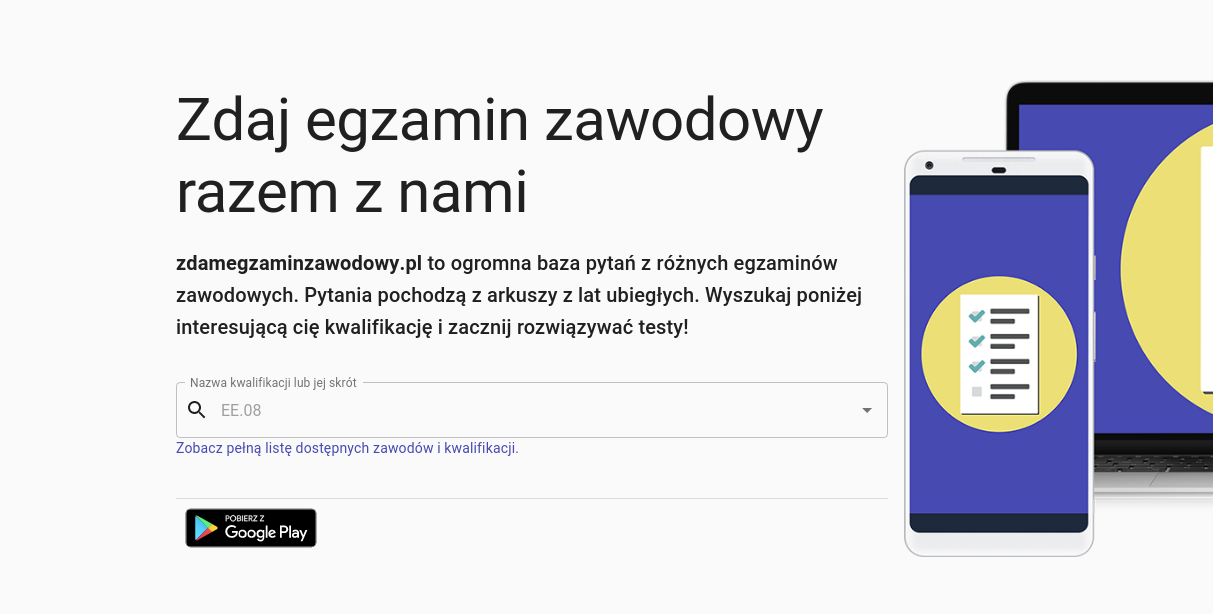 Zdaj egzamin zawodowy
razem z nami
zdamegzaminzawodowy.pl to ogromna baza pytań z różnych egzaminów
zawodowych. Pytania pochodzą z arkuszy z lat ubiegłych. Wyszukaj poniżej
interesującą cię kwalifikację i zacznij rozwiązywać testy!
Nazwa kwalifikacji lub jej skrót
EE.08
Zobacz pełną listę dostępnych zawodów i kwalifikacji.
POBIERZ Z
Google Play